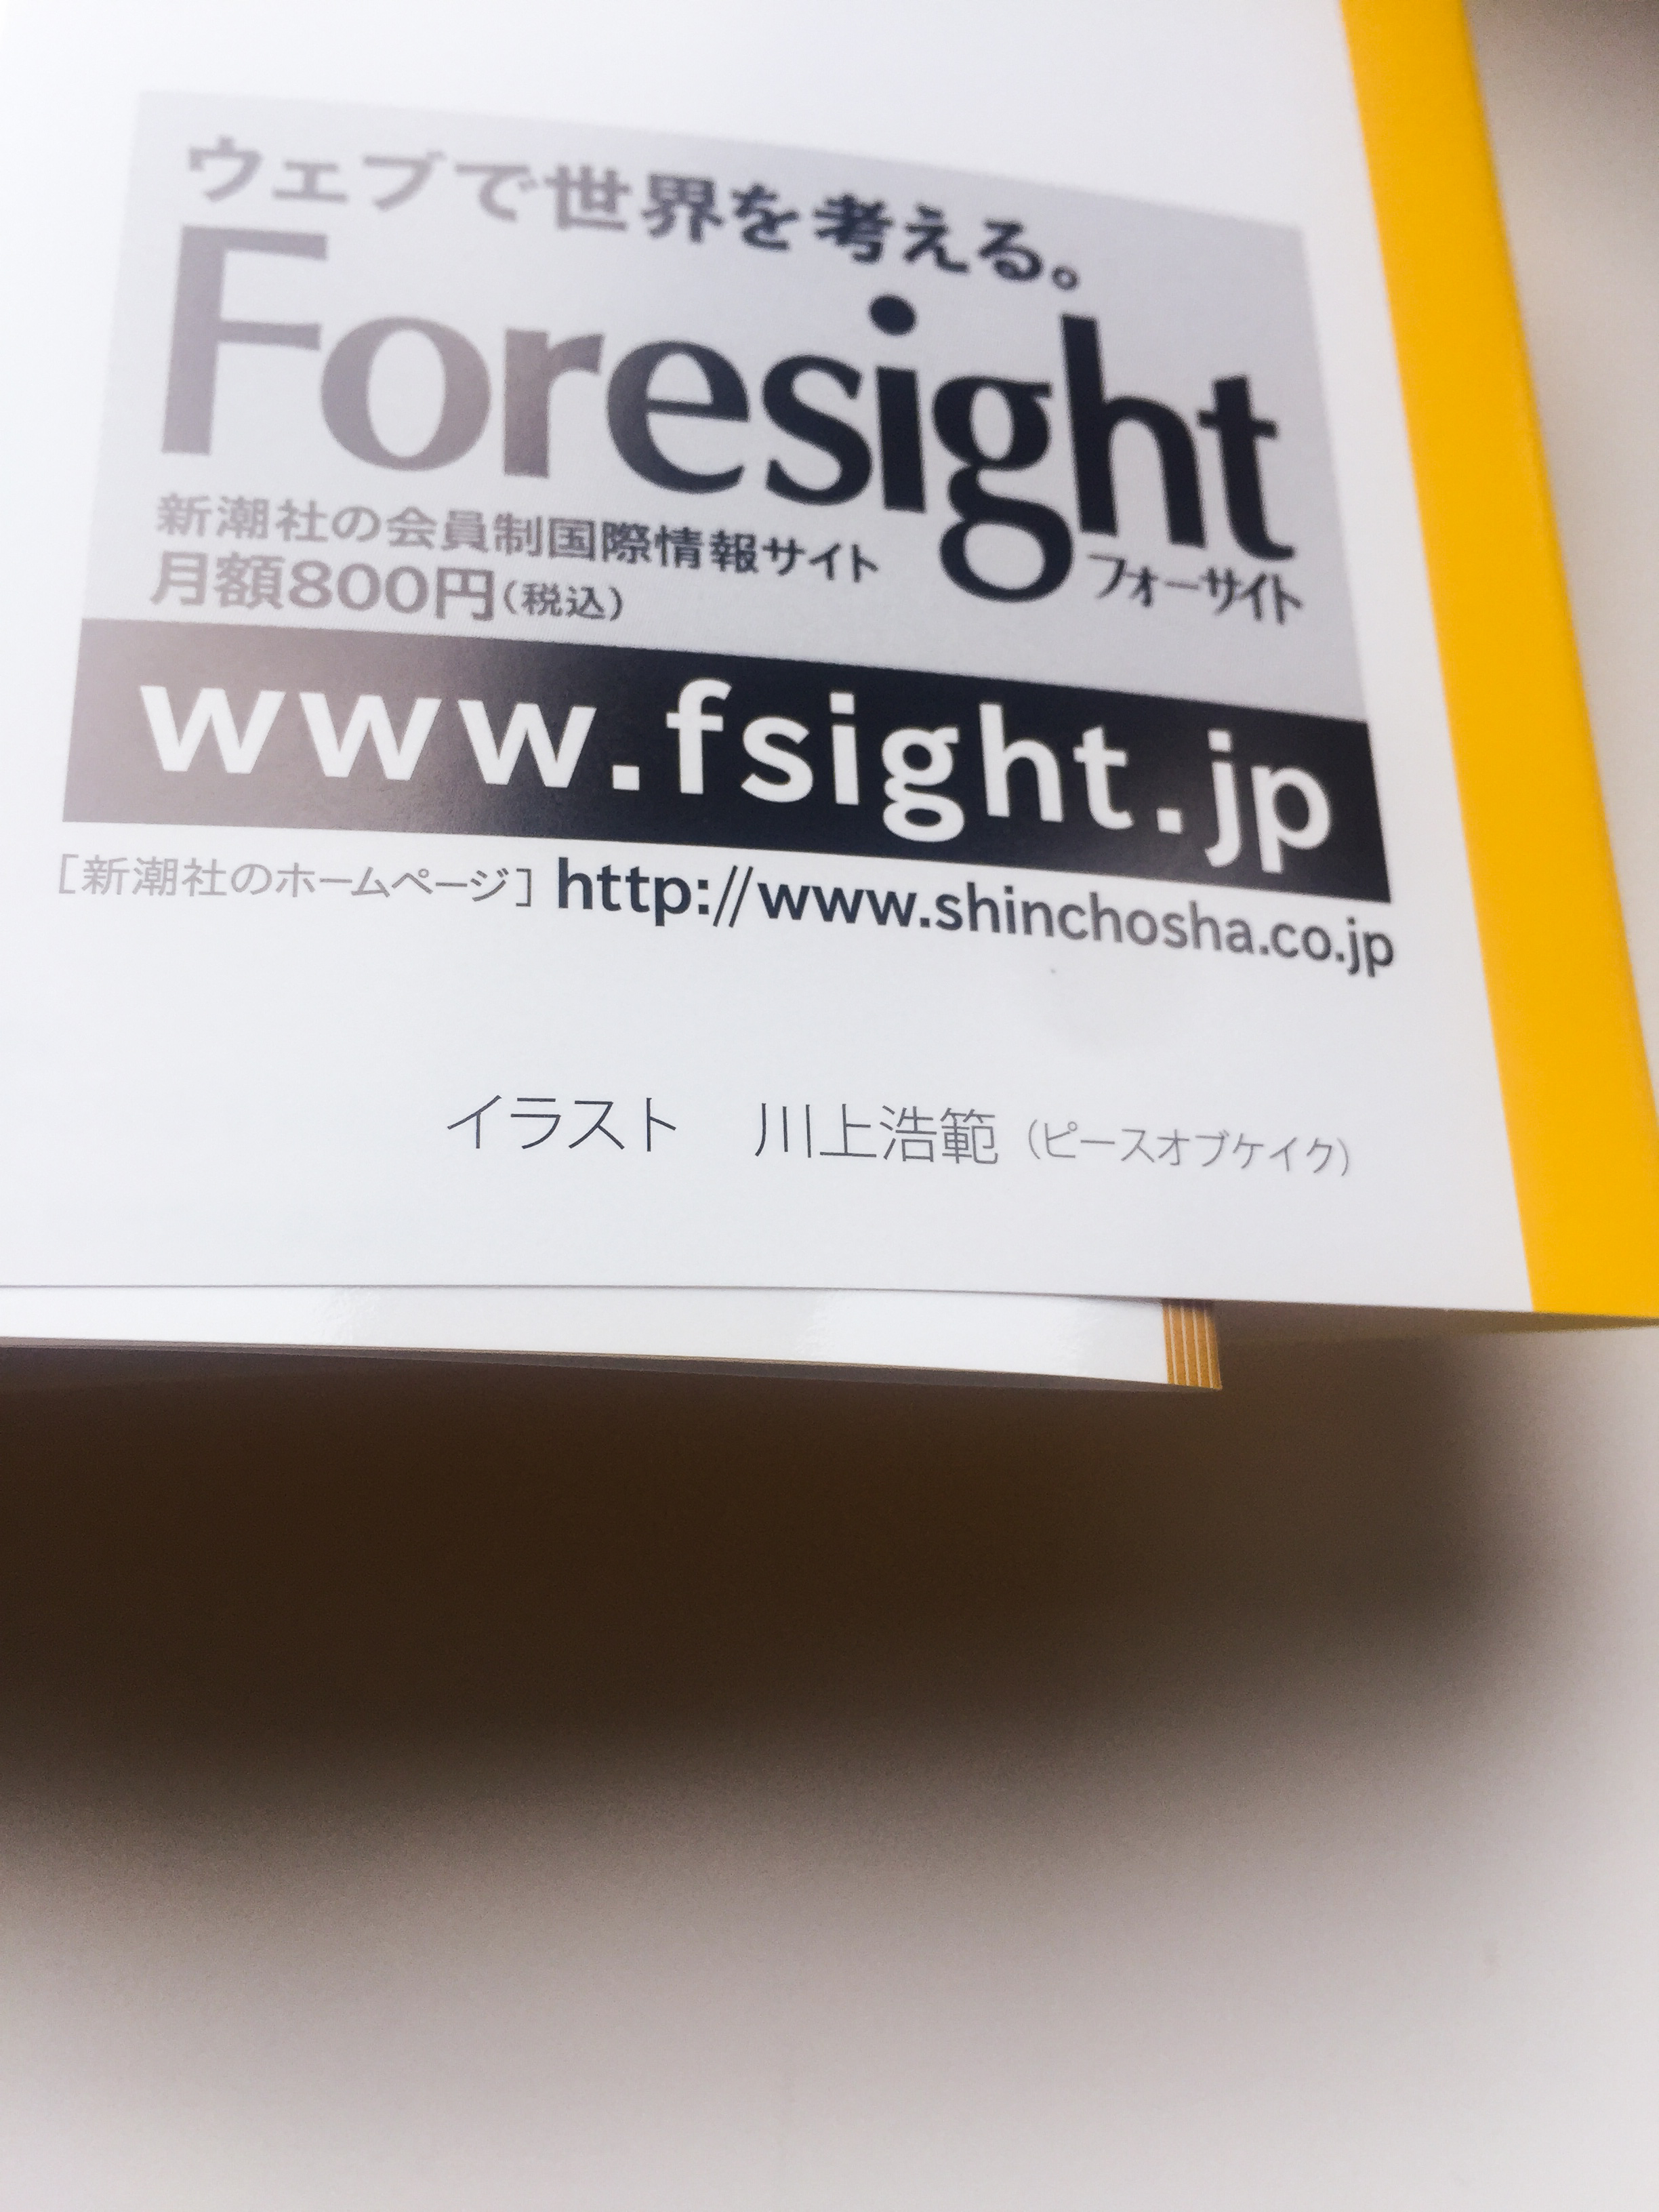 ウェブで世界を考える。
Foresight
フォーサイト
新潮社の会員制国際情報サイト
月額800円(税込)
www.fsight.jp
[新潮社のホームページ] http://www.shinchosha.co.jp
イラスト　川上浩範(ピースオブケイク)